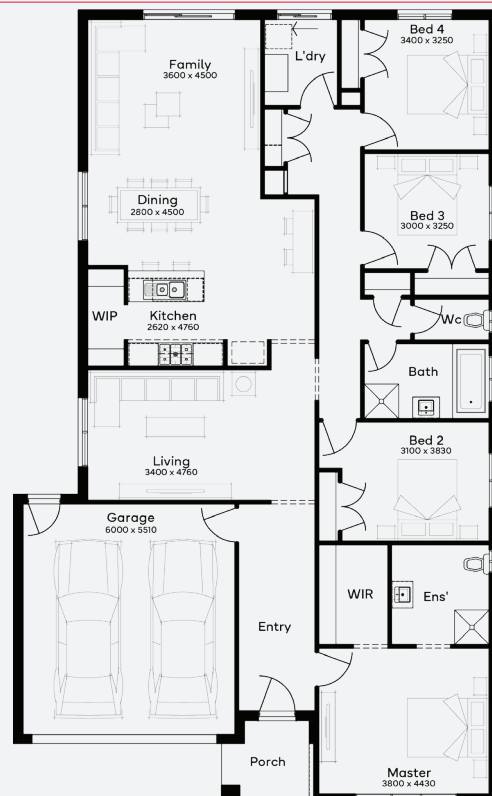 Bed 4
3400 x 3250
L'dry
Family
3600 x 4500
Dining
2800 x 4500
Bed 3
3000 x 3250
WIP
Kitchen
2620 x 4760
Wc
Bath
Living
3400 x 4760
Bed 2
3100 x 3830
Garage
6000 x 5510
WIR
Ens'
Entry
Porch
Master
3800 x 4430